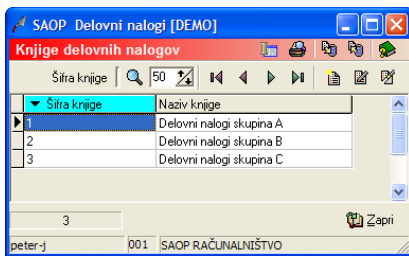 SAOP Delovni nalogi [DEMO]
Knjige delovnih nalogov
Šifra knjige 50
Šifra knjige Naziv knjige
1 Delovni nalogi skupina A
2 Delovni nalogi skupina B
3 Delovni nalogi skupina C
3 Zapri
peter-j 001 SAOP RAČUNALNIŠTVO